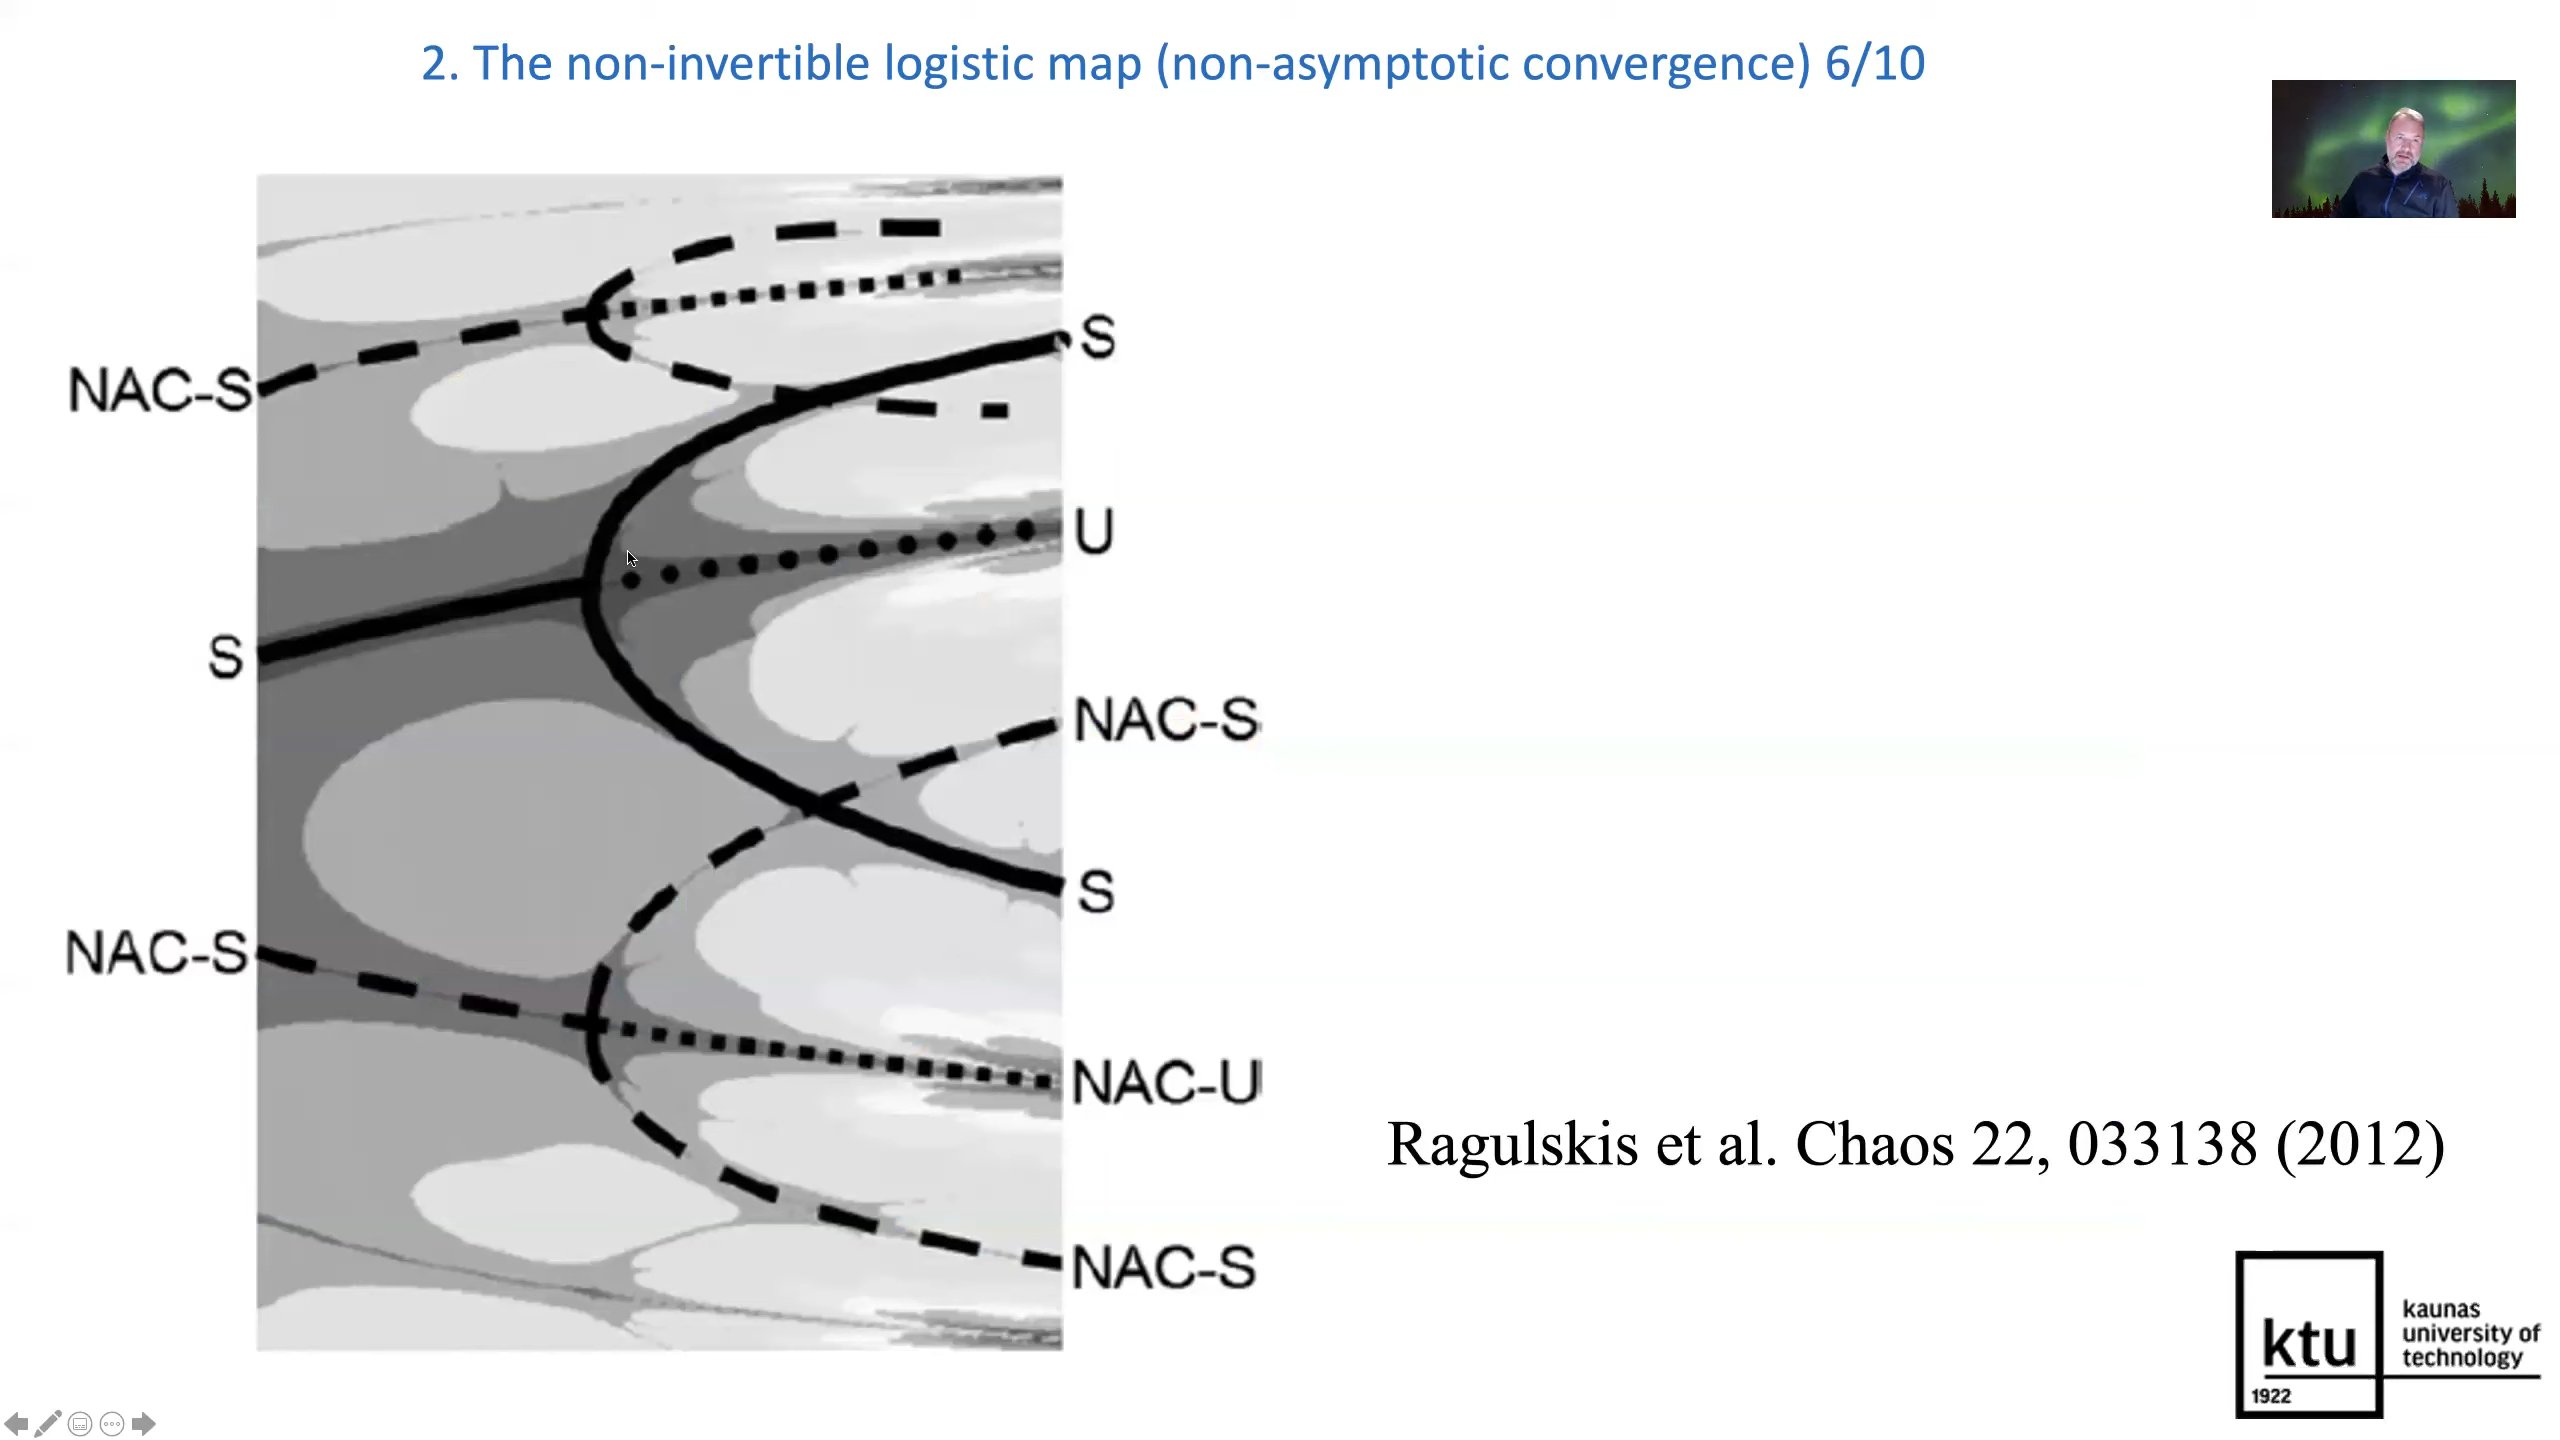 2. The non-invertible logistic map (non-asymptotic convergence) 6/10
S
NAC-S
U
S
NAC-S
S
NAC-S
NAC-U
NAC-S
Ragulskis et al. Chaos 22, 033138 (2012)
ktu
1922
kaunas
university of
technology